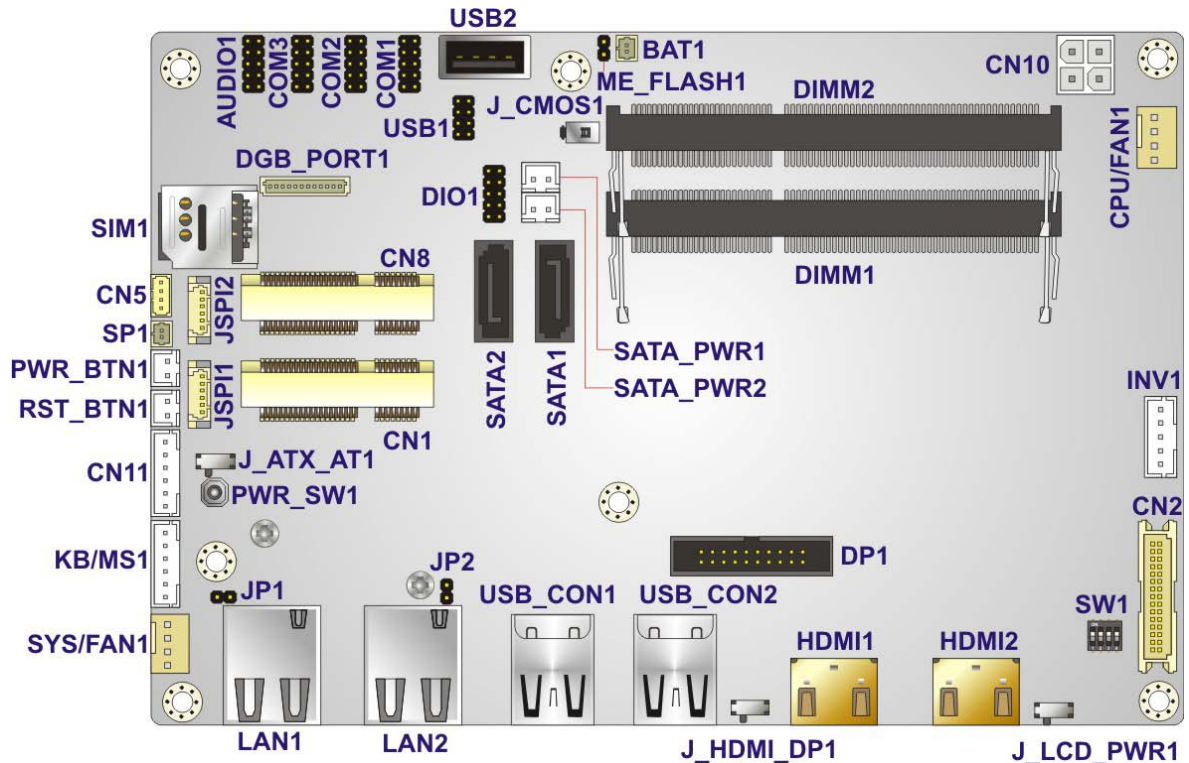 USB2
AUDIO1
COM3
COM2
COM1
BAT1
ME_FLASH1
CN10
J_CMOS1
DIMM2
USB1
CPU/FAN1
DGB_PORT1
DIO1
SIM1
CN8
DIMM1
CN5
JSPI2
SP1
SATA2
SATA1
SATA_PWR1
PWR_BTN1
SATA_PWR2
INV1
RST_BTN1
JSPI1
CN1
CN11
J_ATX_AT1
PWR_SW1
CN2
KB/MS1
DP1
JP2
JP1
USB_CON1
USB_CON2
SW1
SYS/FAN1
HDMI1
HDMI2
LAN1
LAN2
J_HDMI_DP1
J_LCD_PWR1